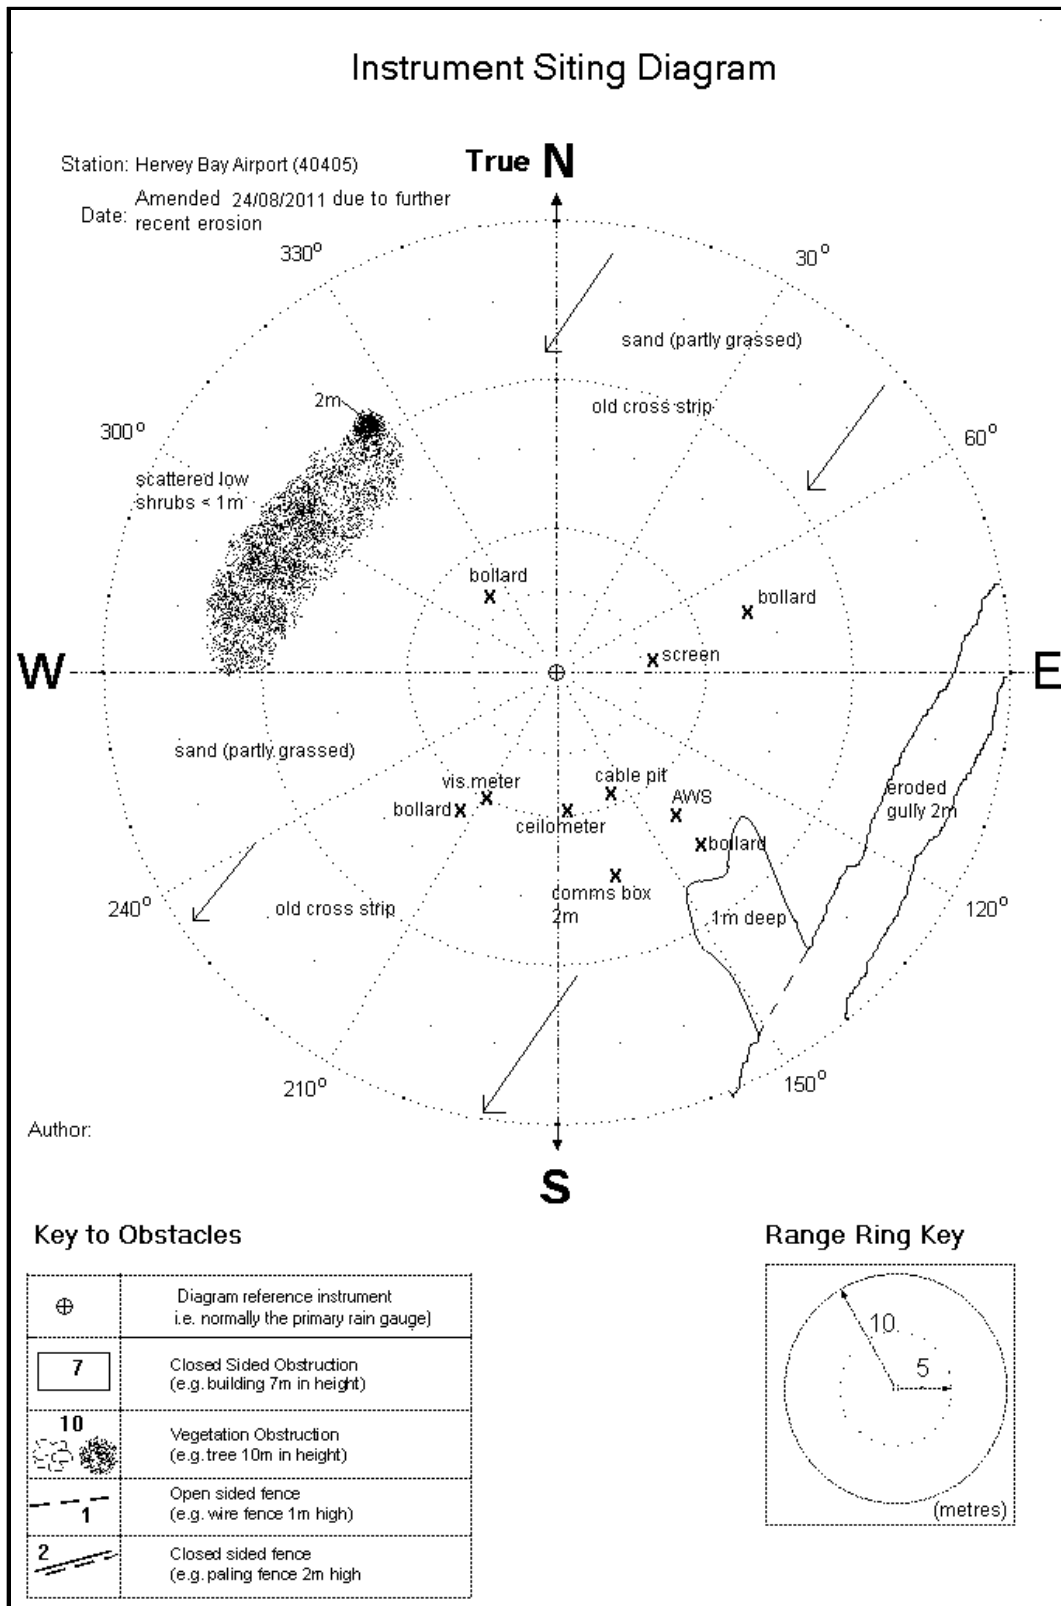 Instrument Siting Diagram
Station: Hervey Bay Airport (40405)
True N
Date: Amended 24/08/2011 due to further
recent erosion
330°
30°
sand (partly grassed)
2m
old cross strip
300°
60°
scattered low
shrubs < 1m
bollard
bollard
screen
W
E
sand (partly grassed)
vis.meter
cable pit
AWS
eroded
gully 2m
bollard
ceilometer
bollard
240°
old cross strip
comms box
2m
1m deep
120°
210°
150°
Author:
S
Key to Obstacles
Diagram reference instrument
i.e. normally the primary rain gauge)
7
Closed Sided Obstruction
(e.g. building 7m in height)
10
Vegetation Obstruction
(e.g. tree 10m in height)
1
Open sided fence
(e.g. wire fence 1m high)
2
Closed sided fence
(e.g. paling fence 2m high
Range Ring Key
10
5
(metres)